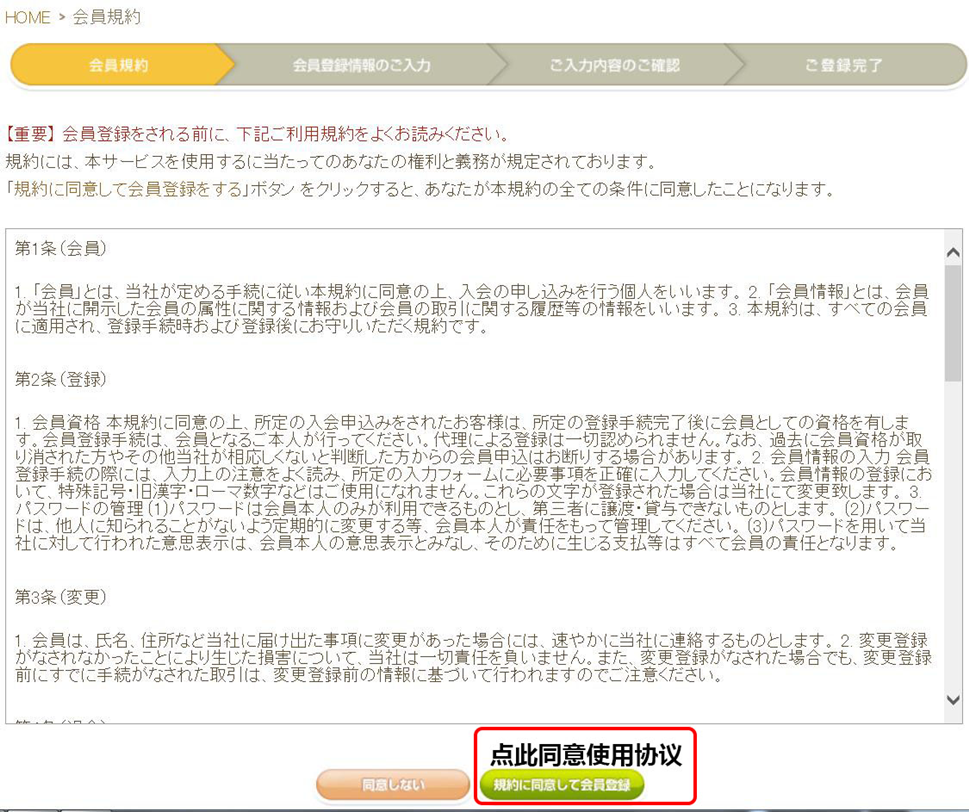 HOME > 会員規約
会員規約 会員登録情報のご入力 ご入力内容のご確認 ご登録完了
【重要】会員登録をされる前に、下記ご利用規約をよくお読みください。
規約には、本サービスを使用するに当たってのあなたの権利と義務が規定されております。
「規約に同意して会員登録をする」ボタン をクリックすると、あなたが本規約の全ての条件に同意したことになります。
第1条(会員)
1. 「会員」とは、当社が定める手続に従い本規約に同意の上、入会の申し込みを行う個人をいいます。 2. 「会員情報」とは、会員
が当社に開示した会員の属性に関する情報および会員の取引に関する履歴等の情報をいいます。 3. 本規約は、すべての会員
に適用され、登録手続時および登録後にお守りいただく規約です。
第2条(登録)
1. 会員資格 本規約に同意の上、所定の入会申込みをされたお客様は、所定の登録手続完了後に会員としての資格を有しま
す。会員登録手続は、会員となるご本人が行ってください。代理による登録は一切認められません。なお、過去に会員資格が取
り消された方やその他当社が相応しくないと判断した方からの会員申込はお断りする場合があります。 2. 会員情報の入力 会員
登録手続の際には、入力上の注意をよく読み、所定の入力フォームに必要事項を正確に入力してください。会員情報の登録にお
いて、特殊記号・旧漢字・ローマ数字などはご使用になれません。これらの文字が登録された場合は当社にて変更致します。 3.
パスワードの管理 (1)パスワードは会員本人のみが利用できるものとし、第三者に譲渡・貸与できないものとします。 (2)パスワー
ドは、他人に知られることがないよう定期的に変更する等、会員本人が責任をもって管理してください。 (3)パスワードを用いて当
社に対して行われた意思表示は、会員本人の意思表示とみなし、そのために生じる支払等はすべて会員の責任となります。
第3条(変更)
1. 会員は、氏名、住所など当社に届け出た事項に変更があった場合には、速やかに当社に連絡するものとします。 2. 変更登録
がなされなかったことにより生じた損害について、当社は一切責任を負いません。また、変更登録がなされた場合でも、変更登録
前にすでに手続がなされた取引は、変更登録前の情報に基づいて行われますのでご注意ください。
点此同意使用协议
同意しない 規約に同意して会員登録